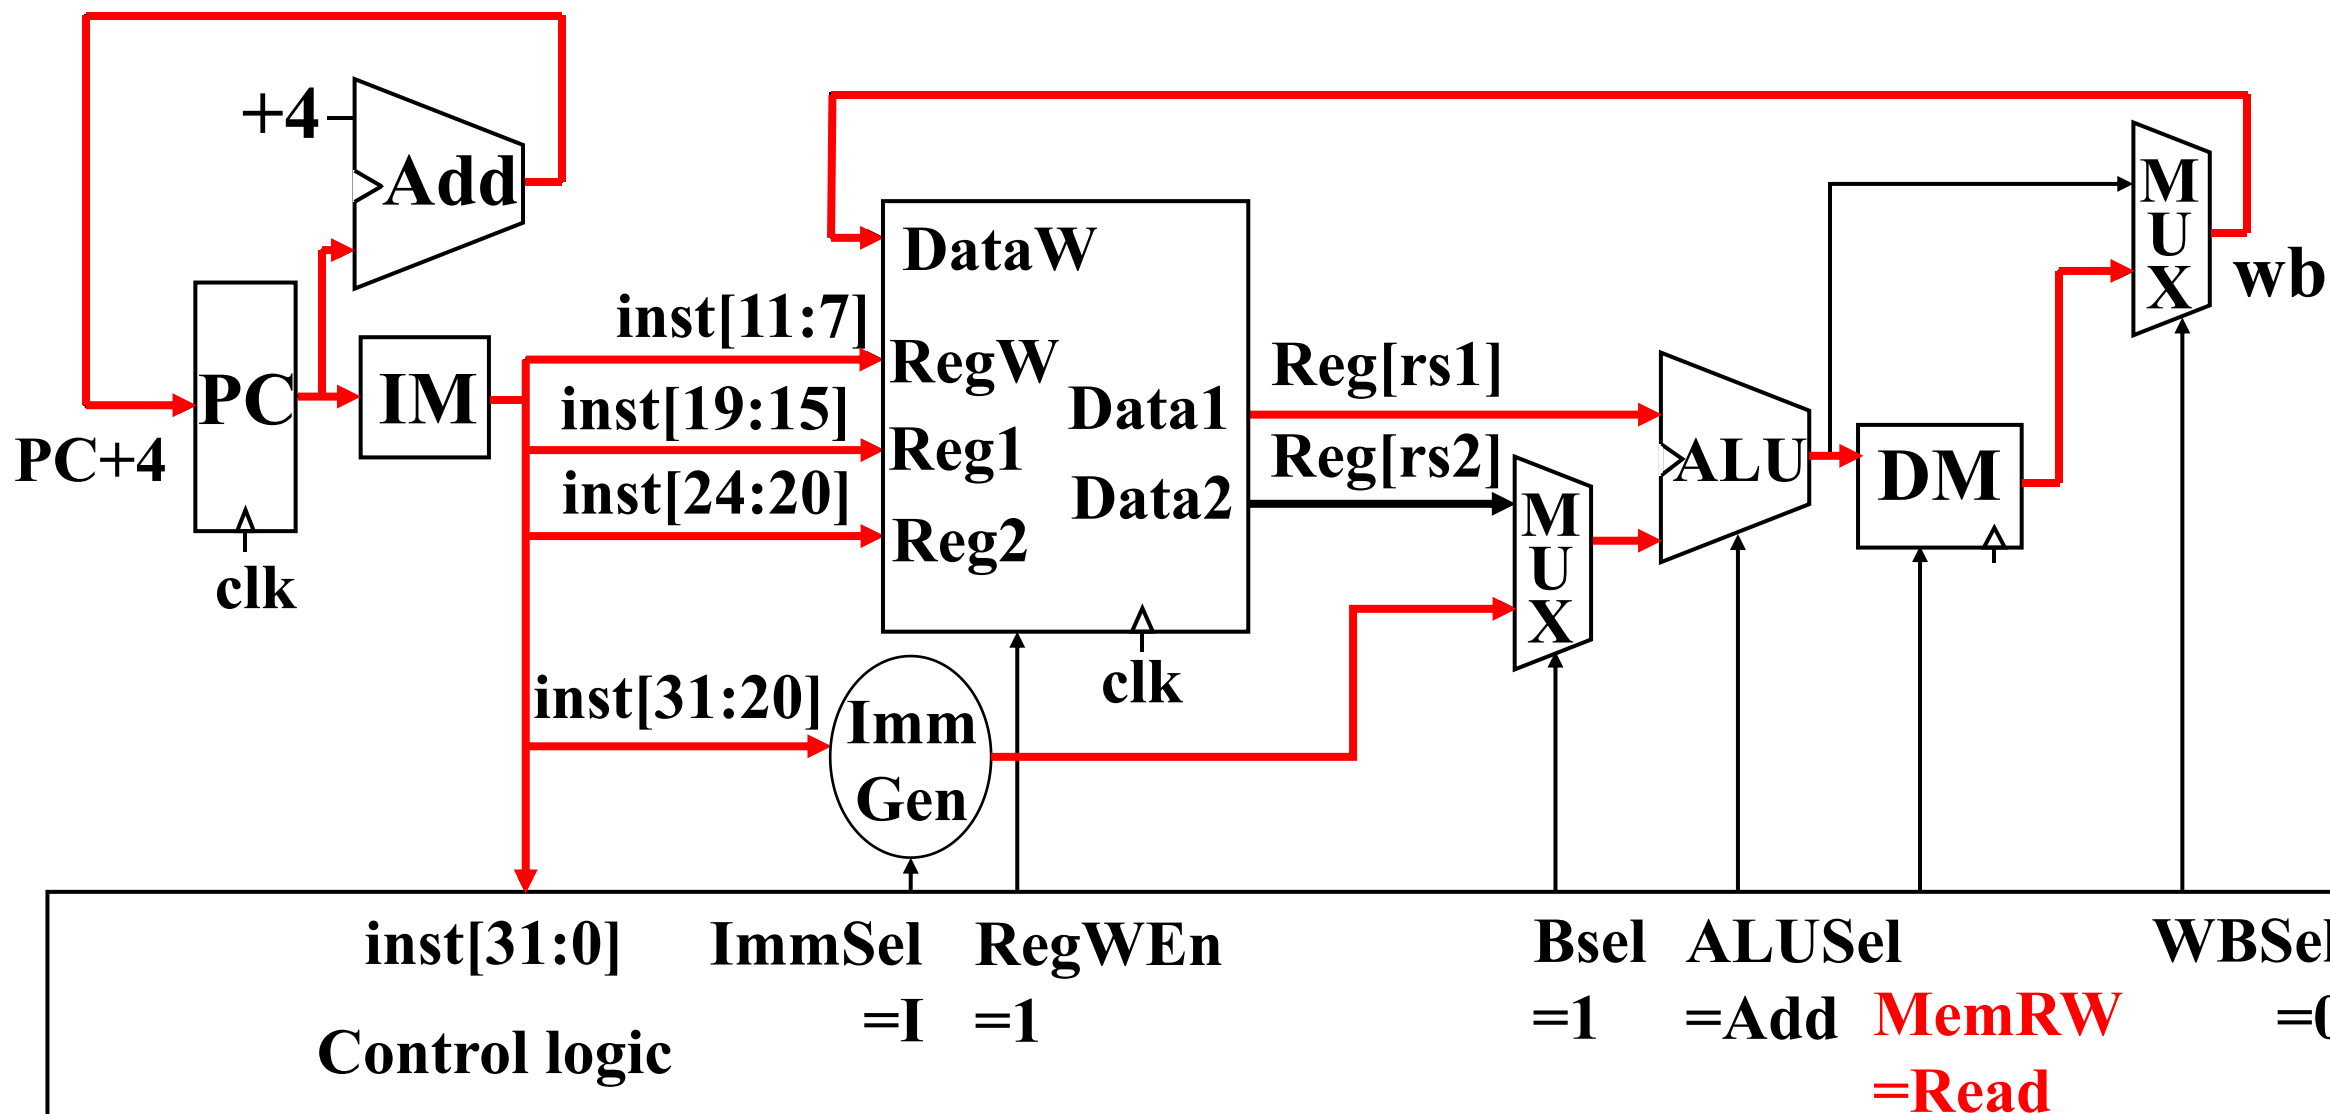 +4
Add
DataW
M
U
X
wb
inst[11:7]
RegW
Reg[rs1]
PC
IM
inst[19:15]
Data1
Reg1
PC+4
Reg[rs2]
ALU
DM
inst[24:20]
Data2
M
U
X
Reg2
clk
clk
inst[31:20]
Imm
Gen
inst[31:0]
ImmSel
RegWEn
Bsel
ALUSel
WBSel
=I
=1
=1
=Add
MemRW
=0
Control logic
=Read